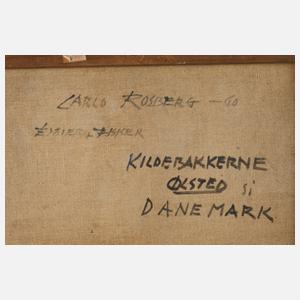 CARLO ROSBERG - 60
KILDEBAKKERNE
ØLSTED SJ
DANEMARK